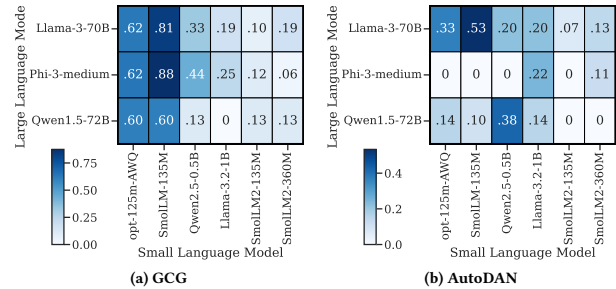 Large Language Mode
Llama-3-70B
.62 .81 .33 .19 .10 .19
Phi-3-medium
.62 .88 .44 .25 .12 .06
Qwen1.5-72B
.60 .60 .13 0 .13 .13
0.75
0.50
0.25
0.00
opt-125m-AWQ
SmolLM-135M
Qwen2.5-0.5B
Llama-3.2-1B
SmolLM2-135M
SmolLM2-360M
Small Language Model
(a) GCG
Large Language Mode
Llama-3-70B
.33 .53 .20 .20 .07 .13
Phi-3-medium
0 0 0 .22 0 .11
Qwen1.5-72B
.14 .10 .38 .14 0 0
0.4
0.2
0.0
opt-125m-AWQ
SmolLM-135M
Qwen2.5-0.5B
Llama-3.2-1B
SmolLM2-135M
SmolLM2-360M
Small Language Model
(b) AutoDAN